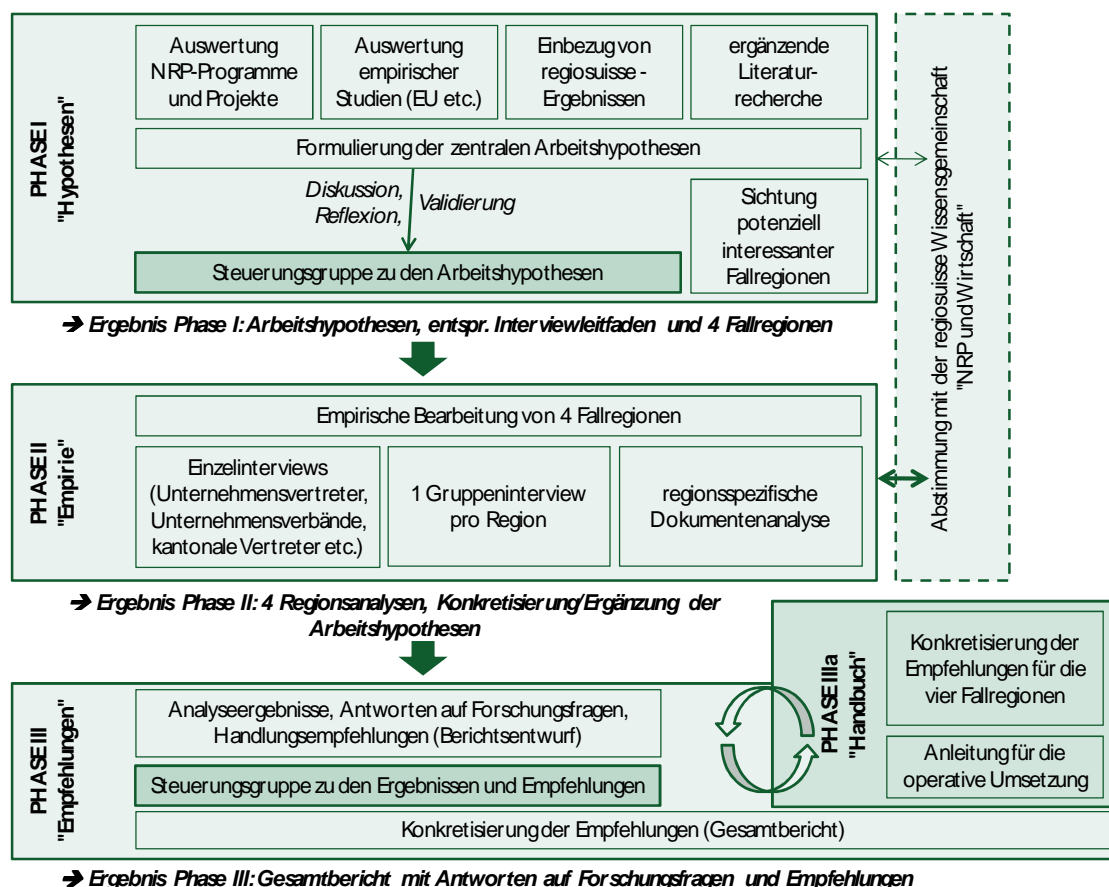 PHASE I
"Hypothesen"
Auswertung
NRP-Programme
und Projekte
Auswertung
empirischer
Studien (EU etc.)
Einbezug von
regiosuisse -
Ergebnissen
ergänzende
Literatur-
recherche
Formulierung der zentralen Arbeitshypothesen
Diskussion,
Reflexion,
Validierung
Sichtung
potenziell
interessanter
Fallregionen
Steuerungsgruppe zu den Arbeitshypothesen
➔ Ergebnis Phase I: Arbeitshypothesen, entspr. Interviewleitfaden und 4 Fallregionen
Abstimmung mit der regiosuisse Wissensgemeinschaft
"NRP und Wirtschaft"
PHASE II
"Empirie"
Empirische Bearbeitung von 4 Fallregionen
Einzelinterviews
(Unternehmensvertreter,
Unternehmensverbände,
kantonale Vertreter etc.)
1 Gruppeninterview
pro Region
regionsspezifische
Dokumentenanalyse
➔ Ergebnis Phase II: 4 Regionsanalysen, Konkretisierung/Ergänzung der
Arbeitshypothesen
PHASE III
"Empfehlungen"
Analyseergebnisse, Antworten auf Forschungsfragen,
Handlungsempfehlungen (Berichtsentwurf)
Steuerungsgruppe zu den Ergebnissen und Empfehlungen
Konkretisierung der Empfehlungen (Gesamtbericht)
PHASE IIIa
"Handbuch"
Konkretisierung der
Empfehlungen für die
vier Fallregionen
Anleitung für die
operative Umsetzung
➔ Ergebnis Phase III: Gesamtbericht mit Antworten auf Forschungsfragen und Empfehlungen